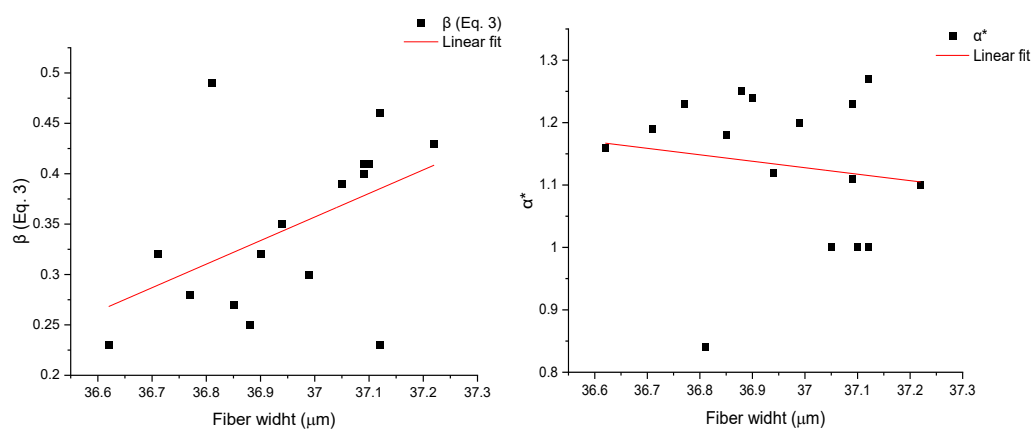 β (Eq. 3)
Linear fit
0.5
0.45
0.4
0.35
0.3
0.25
0.2
β (Eq. 3)
36.6 36.7 36.8 36.9 37 37.1 37.2 37.3
Fiber widht (μm)
α*
Linear fit
1.3
1.2
1.1
1
0.9
0.8
α*
36.6 36.7 36.8 36.9 37 37.1 37.2 37.3
Fiber widht (μm)